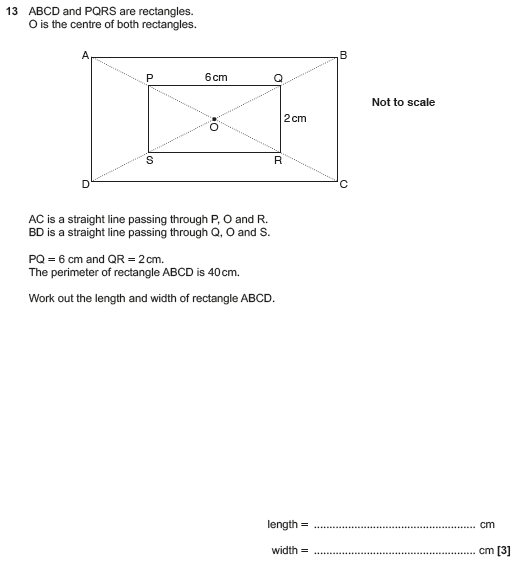 13 ABCD and PQRS are rectangles.
O is the centre of both rectangles.
A
B
P
6 cm
Q
Not to scale
2 cm
O
S
R
D
C
AC is a straight line passing through P, O and R.
BD is a straight line passing through Q, O and S.
PQ = 6 cm and QR = 2 cm.
The perimeter of rectangle ABCD is 40 cm.
Work out the length and width of rectangle ABCD.
length = .................................................... cm
width = .................................................... cm [3]